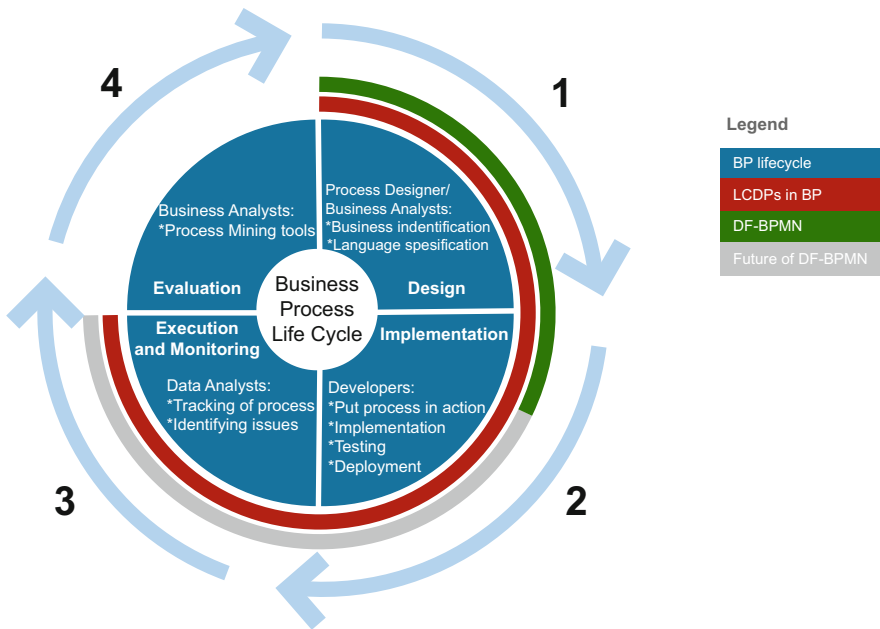 4
1
Legend
BP lifecycle
LCDPs in BP
DF-BPMN
Future of DF-BPMN
Business Analysts:
*Process Mining tools
Evaluation
Process Designer/
Business Analysts:
*Business indentification
*Language spesification
Design
Business
Process
Life Cycle
Execution
and Monitoring
Data Analysts:
*Tracking of process
*Identifying issues
Implementation
Developers:
*Put process in action
*Implementation
*Testing
*Deployment
3
2